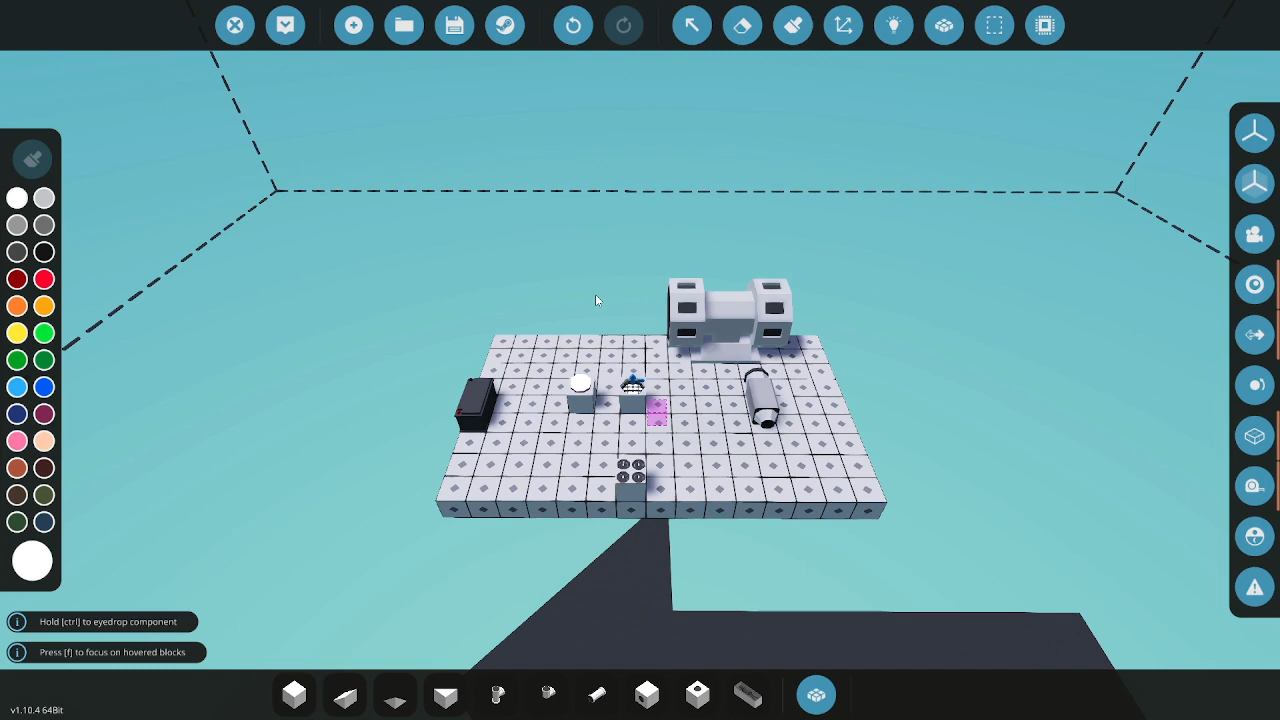 Hold [ctrl] to eyedrop component
Press [f] to focus on hovered blocks
v1.10.4 64Bit